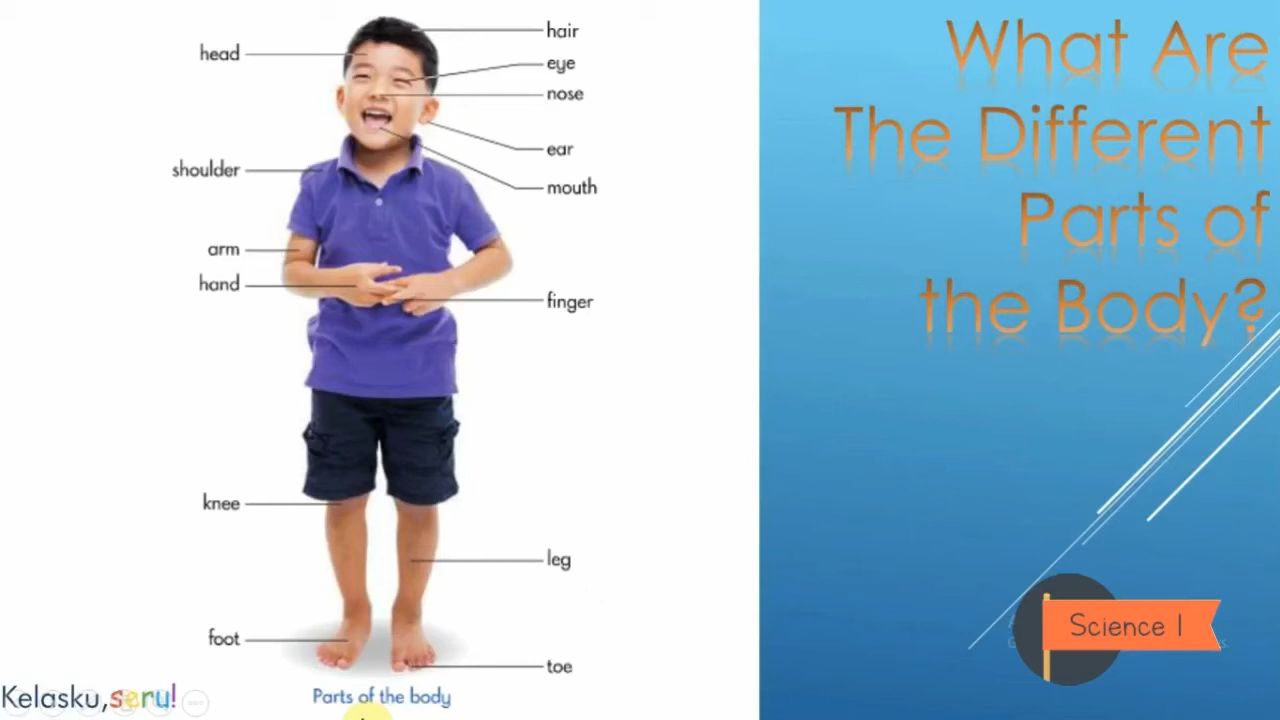 What Are
The Different
Parts of
the Body?
hair
head
eye
nose
ear
shoulder
mouth
arm
hand
finger
knee
leg
foot
toe
Parts of the body
Kelasku,seru!
Science 1